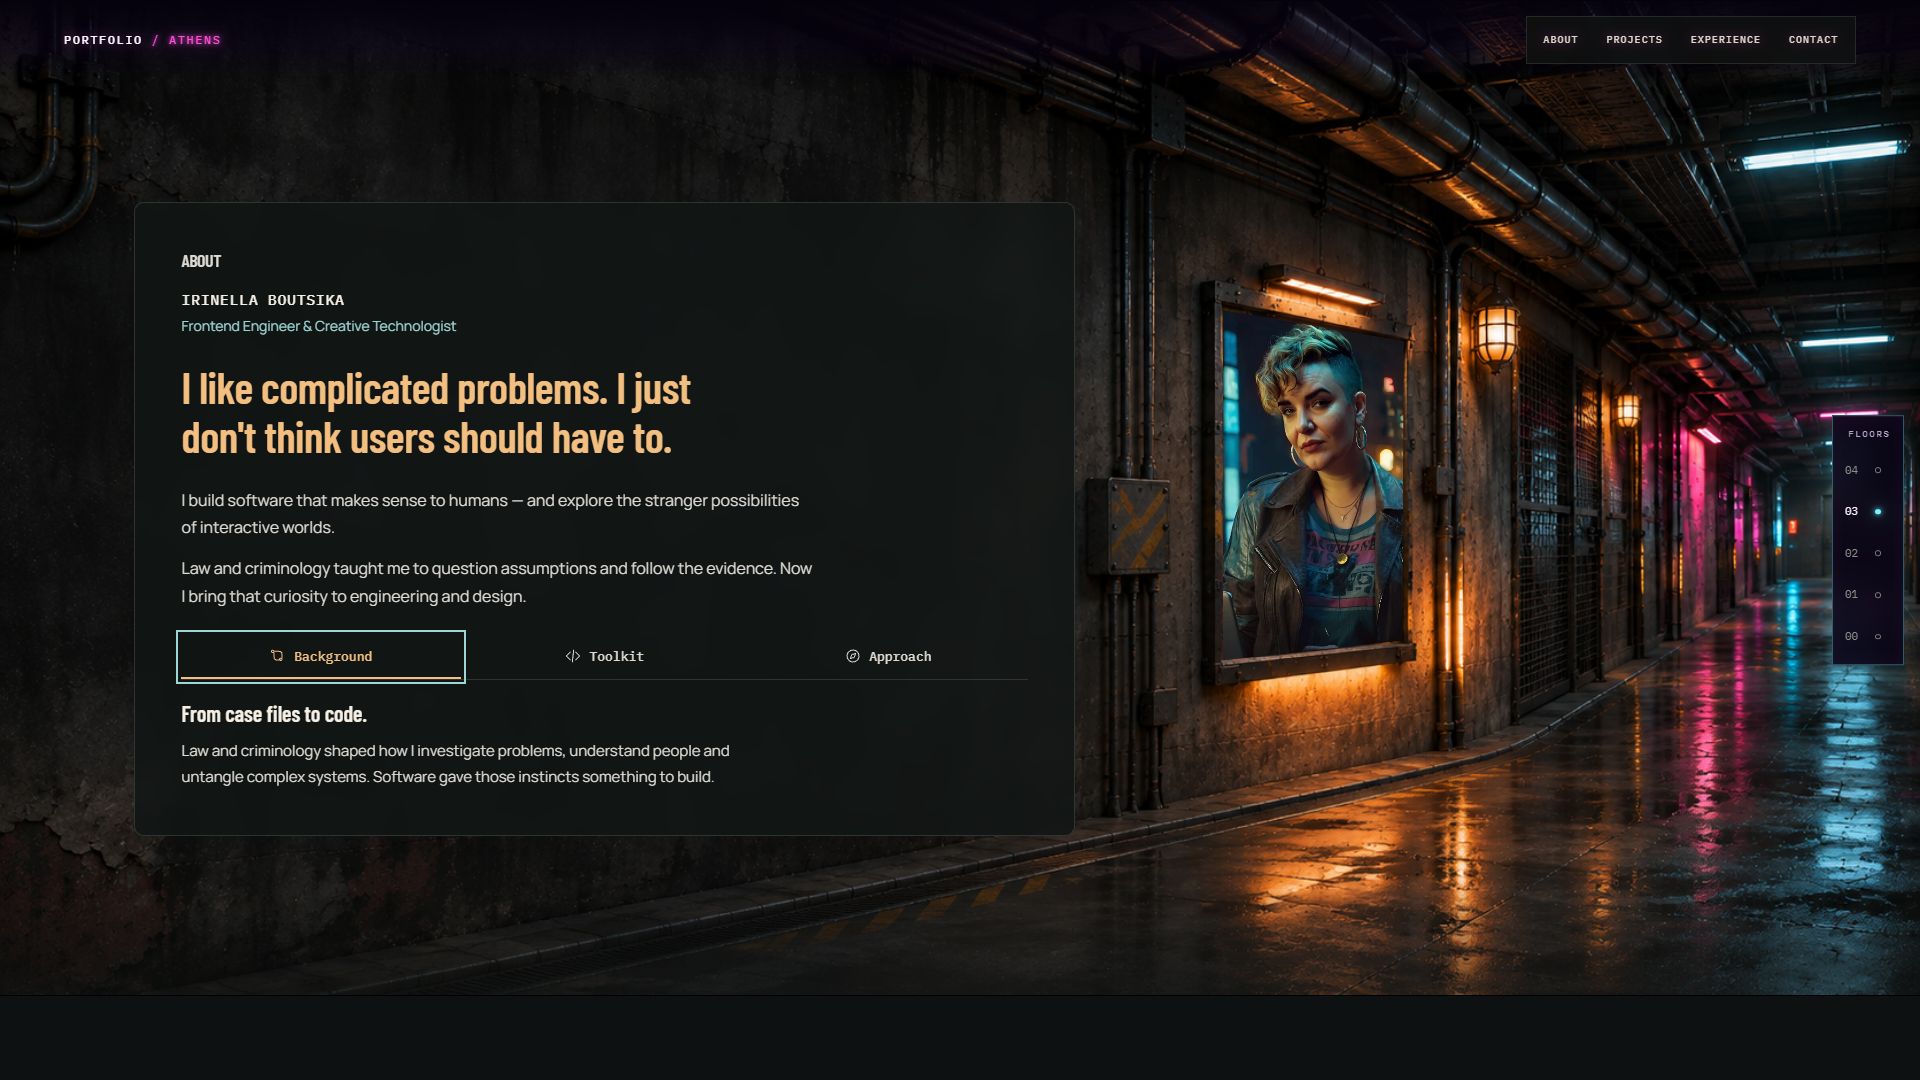 PORTFOLIO / ATHENS
ABOUT PROJECTS EXPERIENCE CONTACT
ABOUT
IRINELLA BOUTSIKA
Frontend Engineer & Creative Technologist
I like complicated problems. I just
don't think users should have to.
I build software that makes sense to humans — and explore the stranger possibilities
of interactive worlds.
Law and criminology taught me to question assumptions and follow the evidence. Now
I bring that curiosity to engineering and design.
Background Toolkit Approach
From case files to code.
Law and criminology shaped how I investigate problems, understand people and
untangle complex systems. Software gave those instincts something to build.
FLOORS
04
03
02
01
00